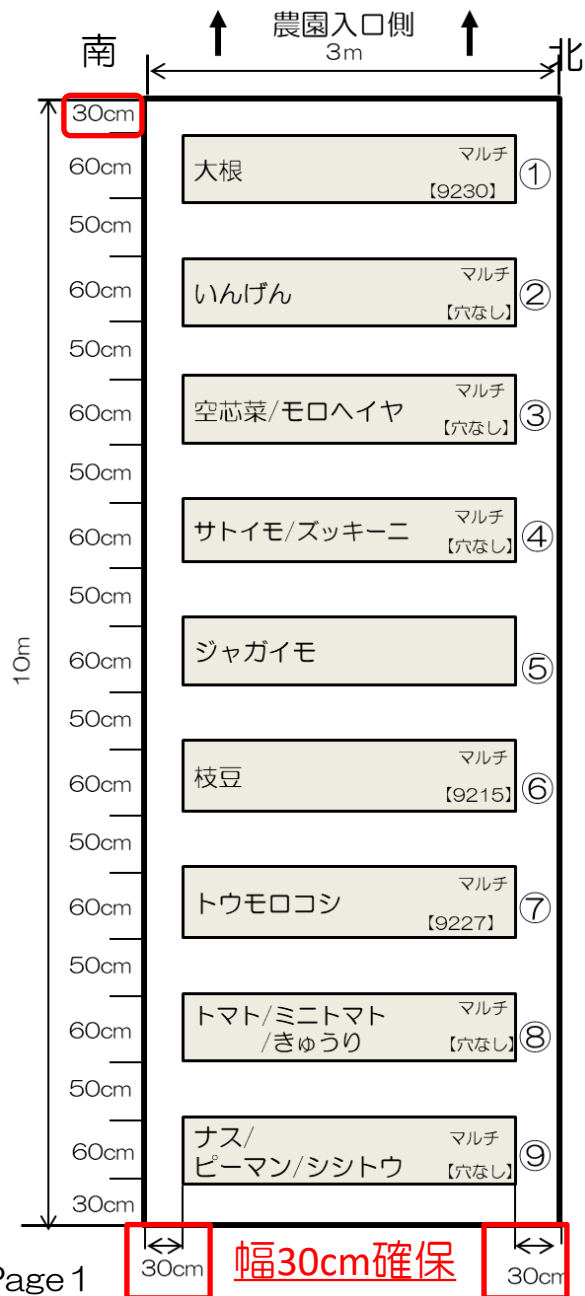 農園入口側
南
3m
北
30cm
60cm
大根
マルチ
【9230】
①
50cm
60cm
いんげん
マルチ
【穴なし】
②
50cm
60cm
空芯菜/モロヘイヤ
マルチ
【穴なし】
③
50cm
60cm
サトイモ/ズッキーニ
マルチ
【穴なし】
④
50cm
10m
60cm
ジャガイモ
⑤
50cm
60cm
枝豆
マルチ
【9215】
⑥
50cm
60cm
トウモロコシ
マルチ
【9227】
⑦
50cm
60cm
トマト/ミニトマト
/きゅうり
マルチ
【穴なし】
⑧
50cm
60cm
ナス/
ピーマン/シシトウ
マルチ
【穴なし】
⑨
30cm
30cm
幅30cm確保
30cm
Page 1